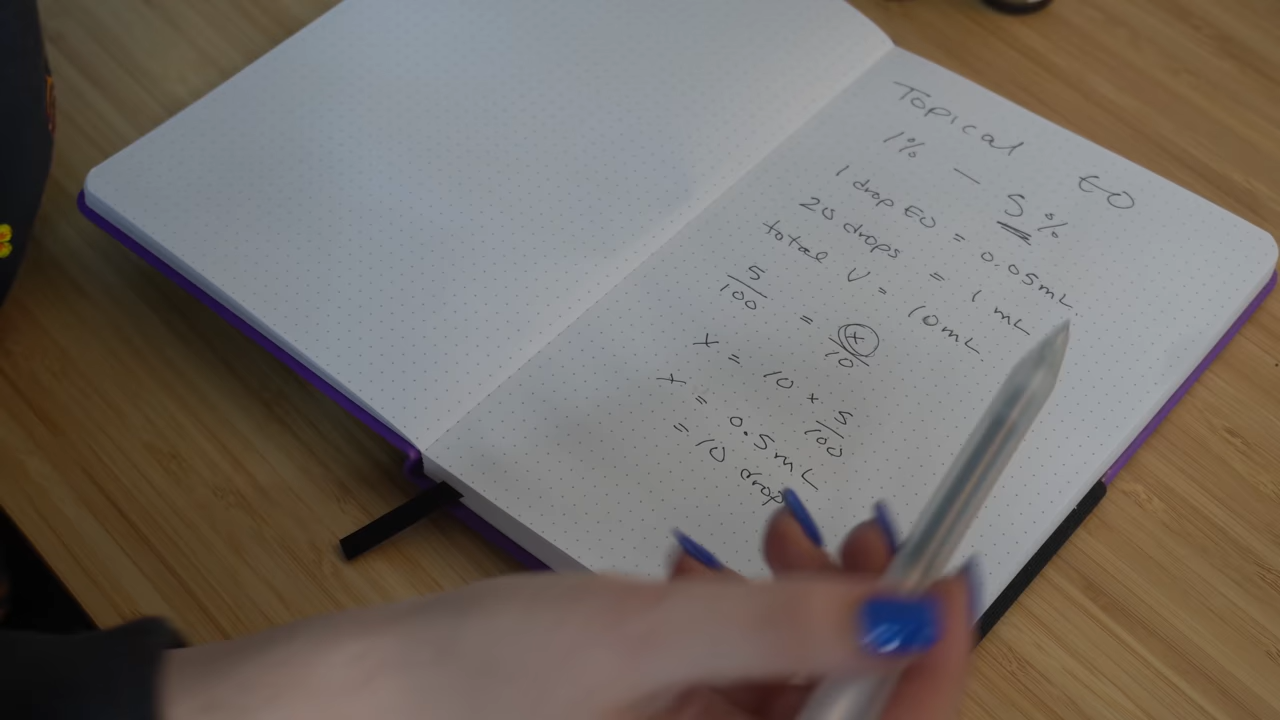 Topical EO
1% — 5%
1 drop EO = 0.05mL
20 drops = 1 mL
total V = 10mL
5/100 = x/10
x = 10 × 5/100
x = 0.5mL
= 10 drop